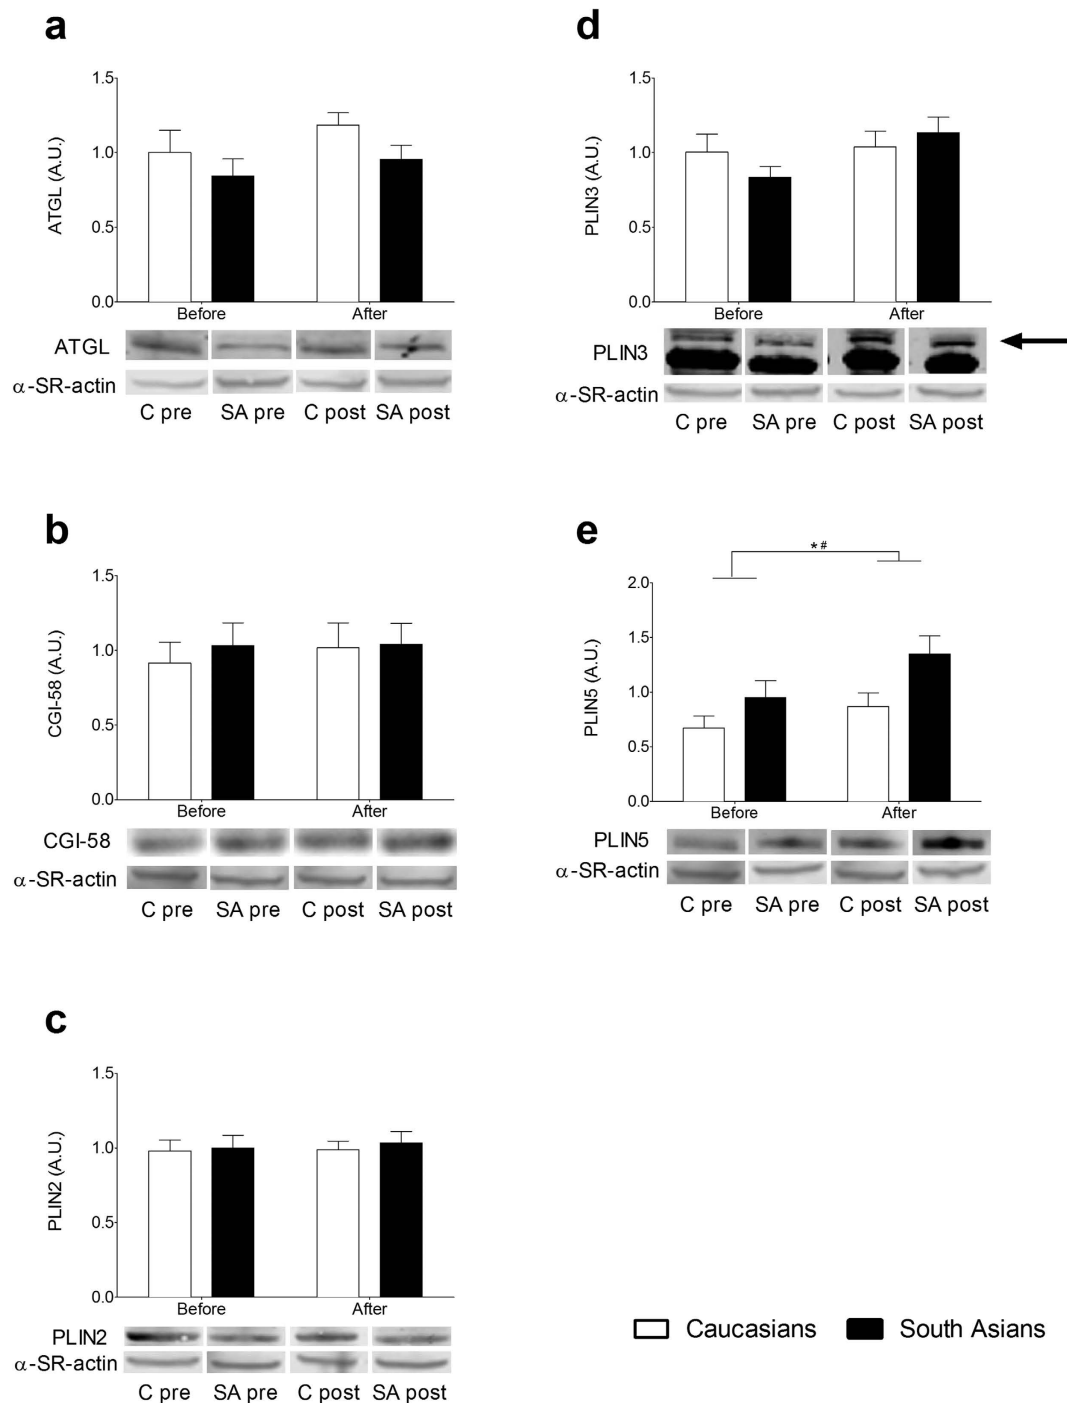 a
1.5
1.0
0.5
0.0
ATGL (A.U.)
Before After
ATGL
α-SR-actin
C pre SA pre C post SA post
b
1.5
1.0
0.5
0.0
CGI-58 (A.U.)
Before After
CGI-58
α-SR-actin
C pre SA pre C post SA post
c
1.5
1.0
0.5
0.0
PLIN2 (A.U.)
Before After
PLIN2
α-SR-actin
C pre SA pre C post SA post
d
1.5
1.0
0.5
0.0
PLIN3 (A.U.)
Before After
PLIN3
α-SR-actin
C pre SA pre C post SA post
e
*#
2.0
1.5
1.0
0.5
0.0
PLIN5 (A.U.)
Before After
PLIN5
α-SR-actin
C pre SA pre C post SA post
Caucasians South Asians